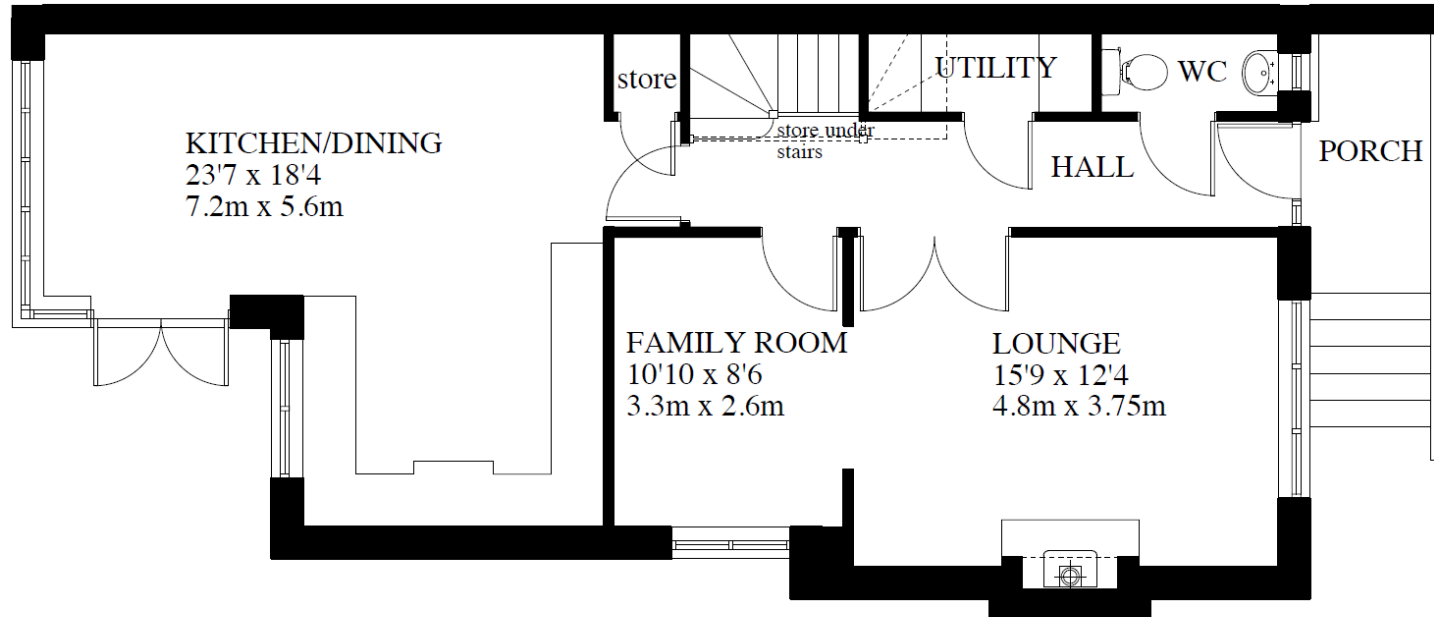 KITCHEN/DINING
23'7 x 18'4
7.2m x 5.6m
store
store under
stairs
UTILITY
WC
HALL
PORCH
FAMILY ROOM
10'10 x 8'6
3.3m x 2.6m
LOUNGE
15'9 x 12'4
4.8m x 3.75m